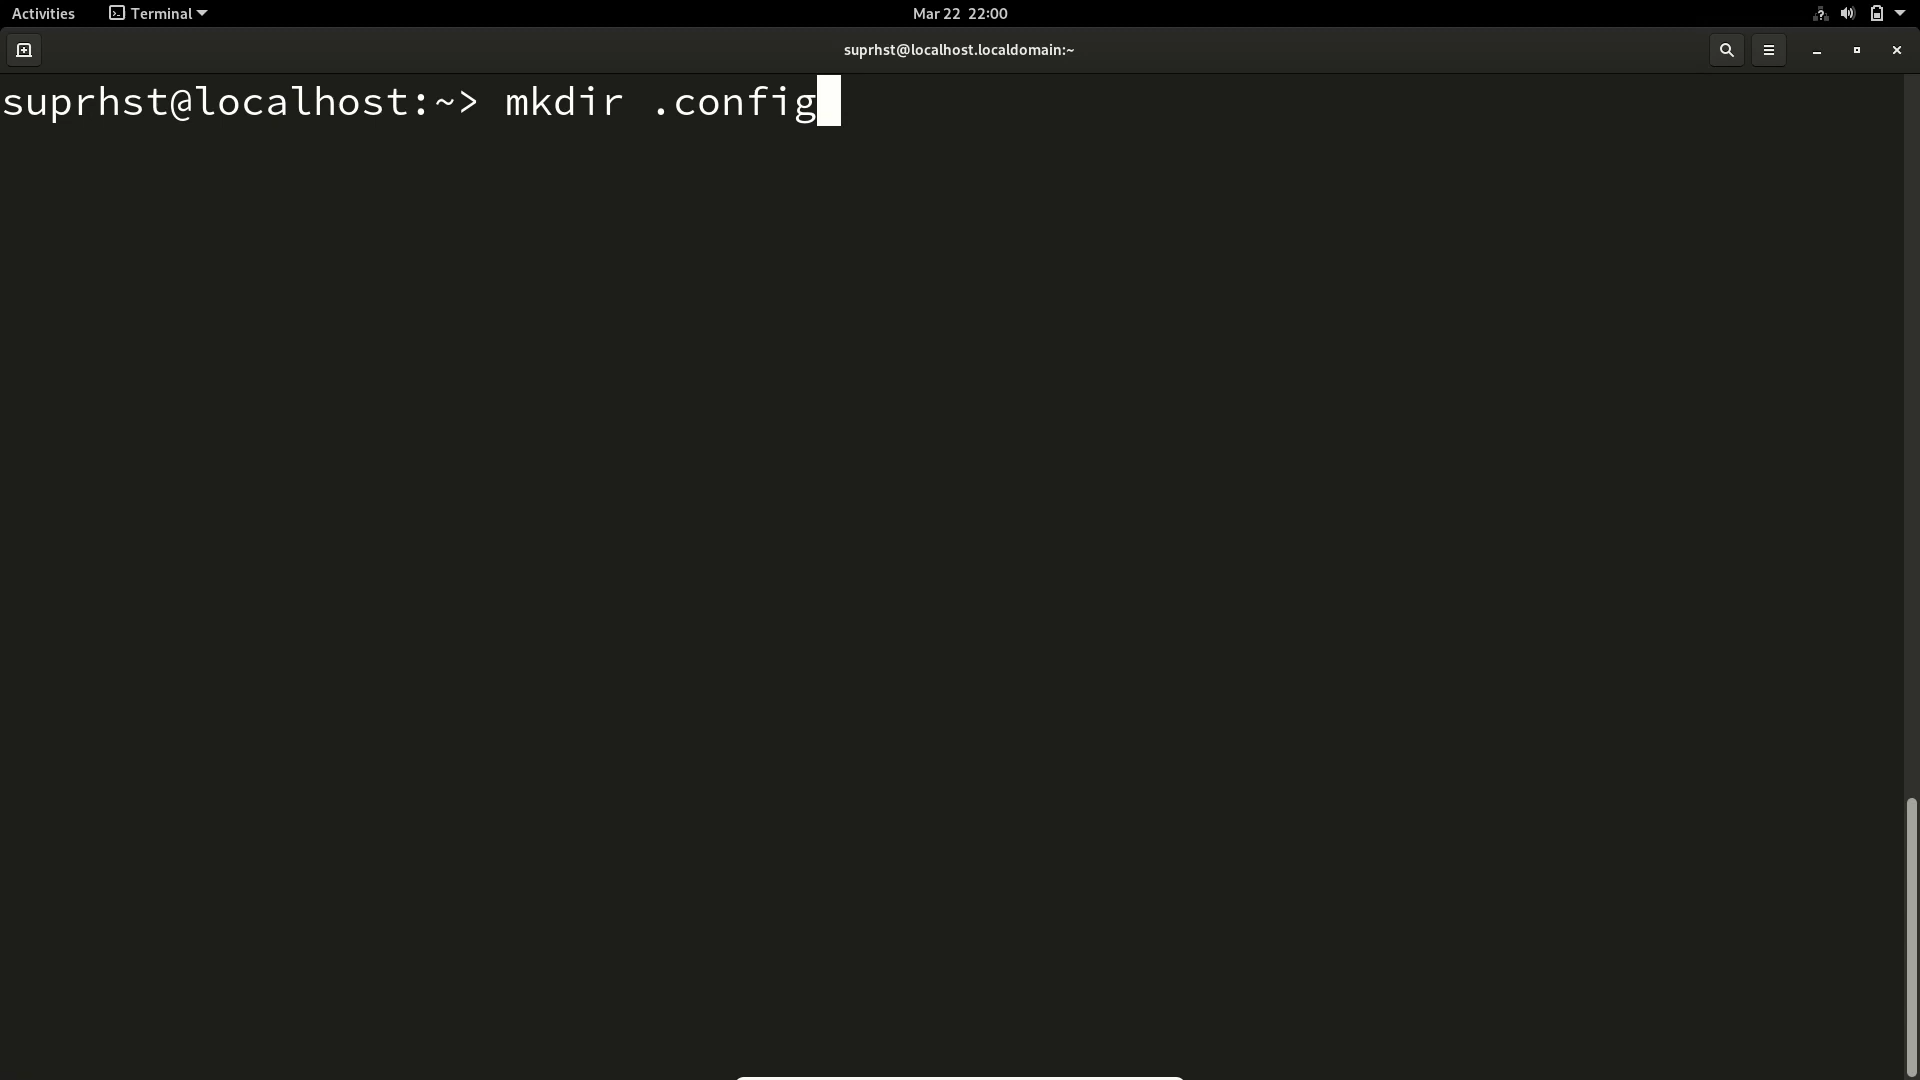 Activities Terminal Mar 22 22:00
suprhst@localhost.localdomain:~
suprhst@localhost:~> mkdir .config